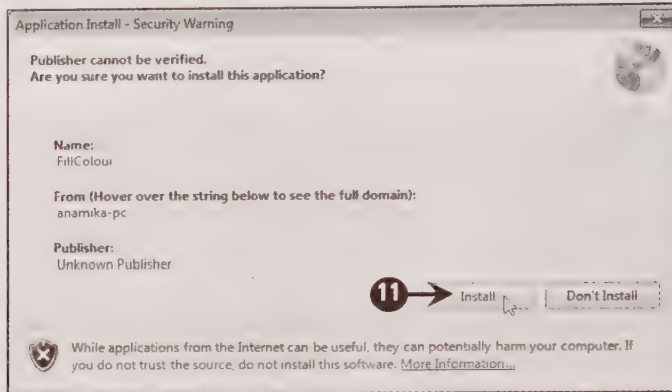 Application Install - Security Warning
Publisher cannot be verified.
Are you sure you want to install this application?
Name:
FillColour
From (Hover over the string below to see the full domain):
anamika-pc
Publisher:
Unknown Publisher
11
Install
Don't Install
While applications from the Internet can be useful, they can potentially harm your computer. If
you do not trust the source, do not install this software. More Information...